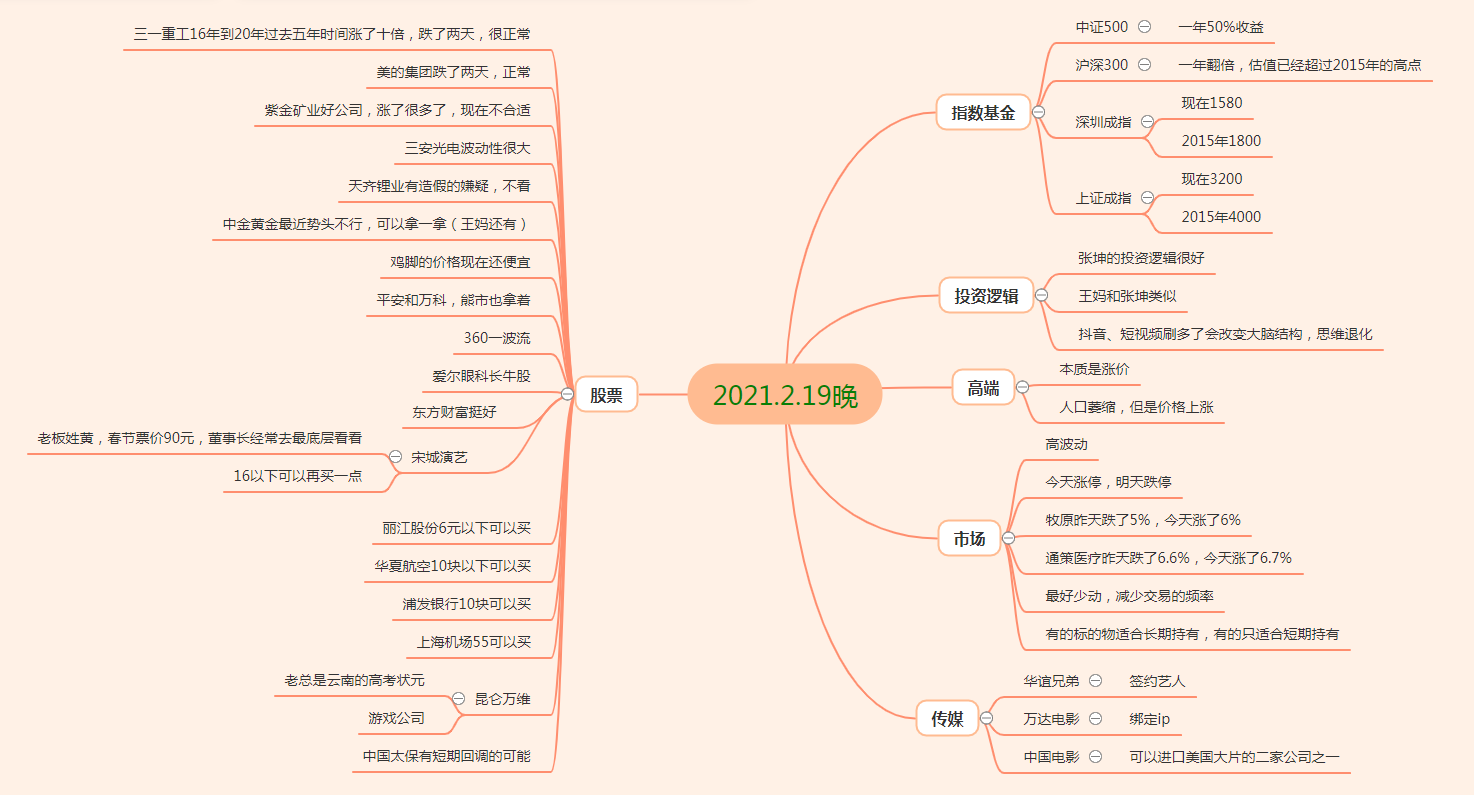 2021.2.19晚
股票
三一重工16年到20年过去五年时间涨了十倍，跌了两天，很正常
美的集团跌了两天，正常
紫金矿业好公司，涨了很多了，现在不合适
三安光电波动性很大
天齐锂业有造假的嫌疑，不看
中金黄金最近势头不行，可以拿一拿（王妈还有）
鸡脚的价格现在还便宜
平安和万科，熊市也拿着
360一波流
爱尔眼科长牛股
东方财富挺好
宋城演艺
老板姓黄，春节票价90元，董事长经常去最底层看看
16以下可以再买一点
丽江股份6元以下可以买
华夏航空10块以下可以买
浦发银行10块可以买
上海机场55可以买
昆仑万维
老总是云南的高考状元
游戏公司
中国太保有短期回调的可能
指数基金
中证500
一年50%收益
沪深300
一年翻倍，估值已经超过2015年的高点
深圳成指
现在1580
2015年1800
上证成指
现在3200
2015年4000
投资逻辑
张坤的投资逻辑很好
王妈和张坤类似
抖音、短视频刷多了会改变大脑结构，思维退化
高端
本质是涨价
人口萎缩，但是价格上涨
市场
高波动
今天涨停，明天跌停
牧原昨天跌了5%，今天涨了6%
通策医疗昨天跌了6.6%，今天涨了6.7%
最好少动，减少交易的频率
有的标的物适合长期持有，有的只适合短期持有
传媒
华谊兄弟
签约艺人
万达电影
绑定ip
中国电影
可以进口美国大片的二家公司之一